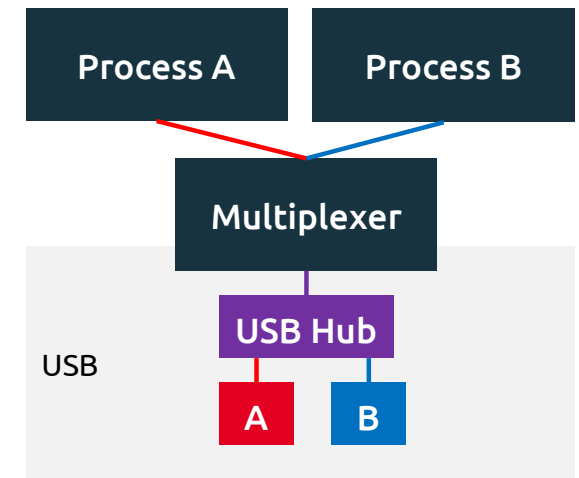 Process A
Process B
Multiplexer
USB Hub
USB
A
B